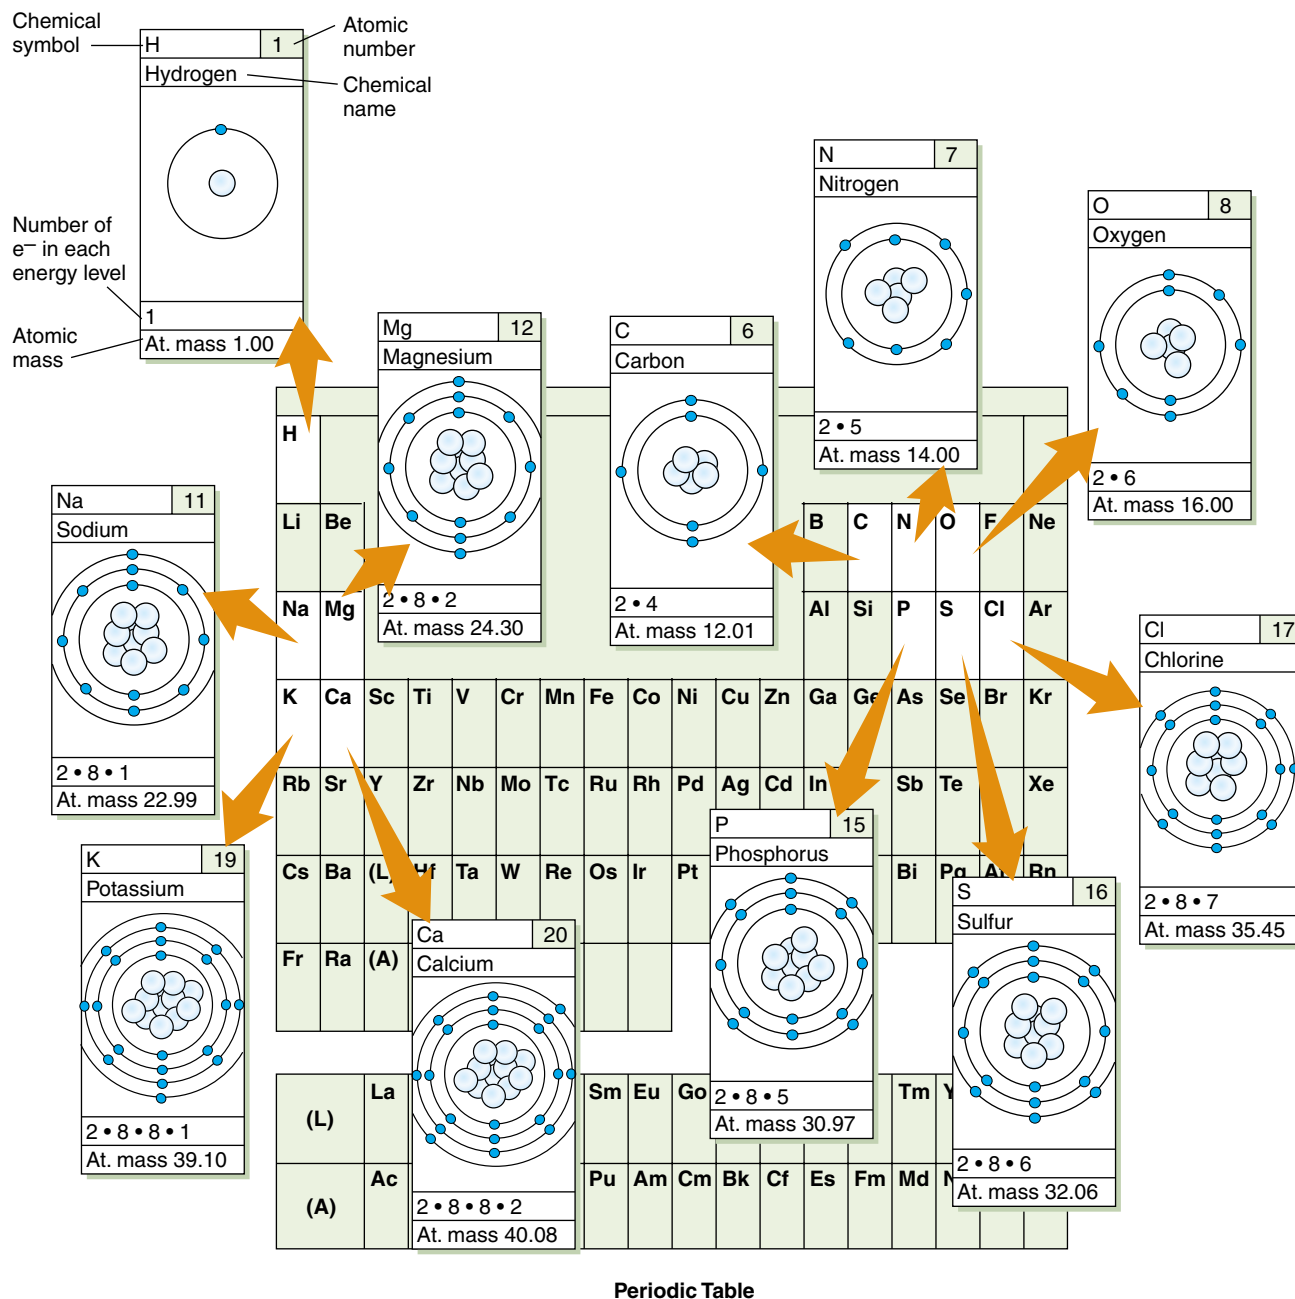 Chemical
symbol
H 1
Atomic
number
Hydrogen
Chemical
name
Number of
e– in each
energy level
1
Atomic
mass
At. mass 1.00
N 7
Nitrogen
2 • 5
At. mass 14.00
O 8
Oxygen
2 • 6
At. mass 16.00
Mg 12
Magnesium
2 • 8 • 2
At. mass 24.30
C 6
Carbon
2 • 4
At. mass 12.01
Na 11
Sodium
2 • 8 • 1
At. mass 22.99
Cl 17
Chlorine
2 • 8 • 7
At. mass 35.45
K 19
Potassium
2 • 8 • 8 • 1
At. mass 39.10
Ca 20
Calcium
2 • 8 • 8 • 2
At. mass 40.08
P 15
Phosphorus
2 • 8 • 5
At. mass 30.97
S 16
Sulfur
2 • 8 • 6
At. mass 32.06
H
Li Be B C N O F Ne
Na Mg Al Si P S Cl Ar
K Ca Sc Ti V Cr Mn Fe Co Ni Cu Zn Ga Ge As Se Br Kr
Rb Sr Y Zr Nb Mo Tc Ru Rh Pd Ag Cd In Sb Te Xe
Cs Ba (L) Hf Ta W Re Os Ir Pt Bi Rn
Fr Ra (A)
(L) La Sm Eu Go Tm
(A) Ac Pu Am Cm Bk Cf Es Fm Md
Periodic Table